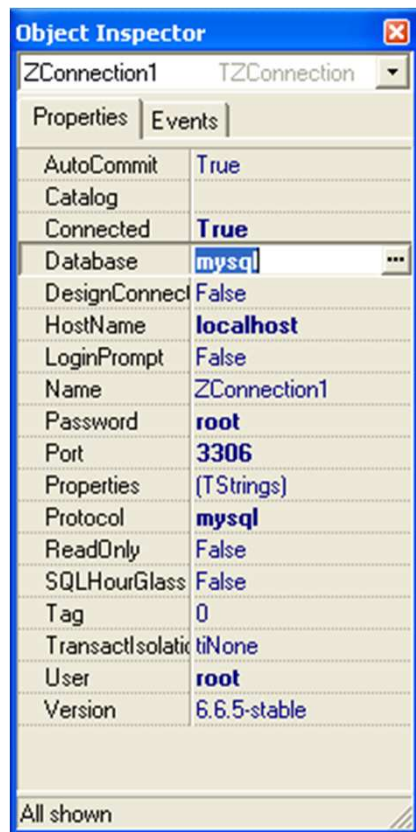 Object Inspector
ZConnection1 TZConnection
Properties Events
AutoCommit True
Catalog
Connected True
Database mysql ...
DesignConnect False
HostName localhost
LoginPrompt False
Name ZConnection1
Password root
Port 3306
Properties (TStrings)
Protocol mysql
ReadOnly False
SQLHourGlass False
Tag 0
TransactIsolatio tiNone
User root
Version 6.6.5-stable
All shown